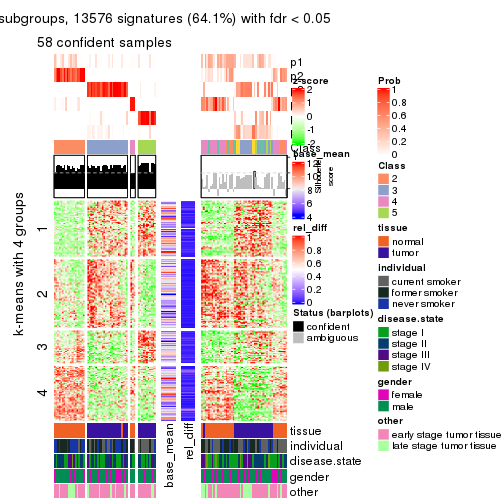 subgroups, 13576 signatures (64.1%) with fdr < 0.05
58 confident samples
p1
p2
z-score
2
1
0
-1
-2
Class
base_mean
12
10
8
6
4
Silhouette
score
rel_diff
1
0.8
0.6
0.4
0.2
0
Status (barplots)
confident
ambiguous
Prob
1
0.8
0.6
0.4
0.2
0
Class
2
3
4
5
tissue
normal
tumor
individual
current smoker
former smoker
never smoker
disease.state
stage I
stage II
stage III
stage IV
gender
female
male
other
early stage tumor tissue
late stage tumor tissue
k-means with 4 groups
1
2
3
4
base_mean
rel_diff
tissue
individual
disease.state
gender
other